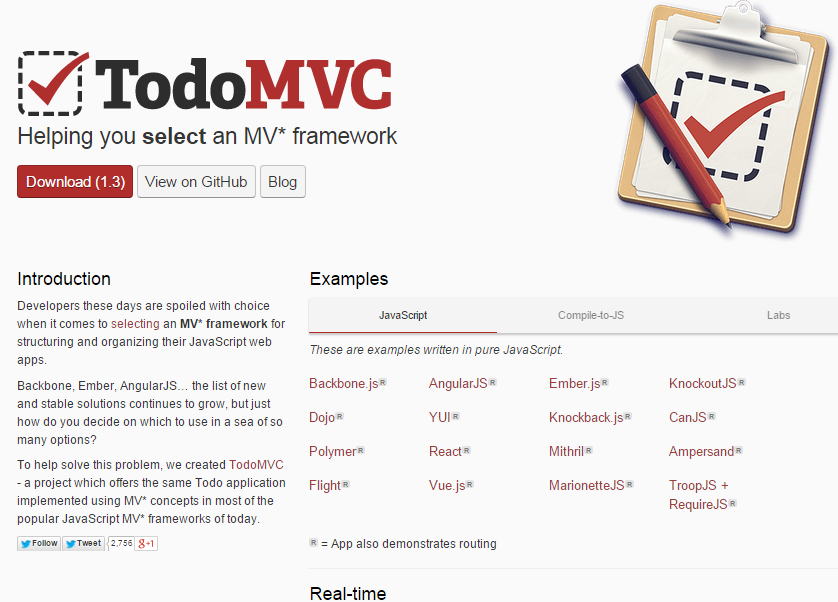 TodoMVC
Helping you select an MV* framework
Download (1.3)
View on GitHub
Blog
Introduction
Developers these days are spoiled with choice
when it comes to selecting an MV* framework for
structuring and organizing their JavaScript web
apps.
Backbone, Ember, AngularJS... the list of new
and stable solutions continues to grow, but just
how do you decide on which to use in a sea of so
many options?
To help solve this problem, we created TodoMVC
- a project which offers the same Todo application
implemented using MV* concepts in most of the
popular JavaScript MV* frameworks of today.
Follow
Tweet
2,756
g+1
Examples
JavaScript
Compile-to-JS
Labs
These are examples written in pure JavaScript.
Backbone.js R
AngularJS R
Ember.js R
KnockoutJS R
Dojo R
YUI R
Knockback.js R
CanJS R
Polymer R
React R
Mithril R
Ampersand R
Flight R
Vue.js R
MarionetteJS R
TroopJS +
RequireJS R
R = App also demonstrates routing
Real-time